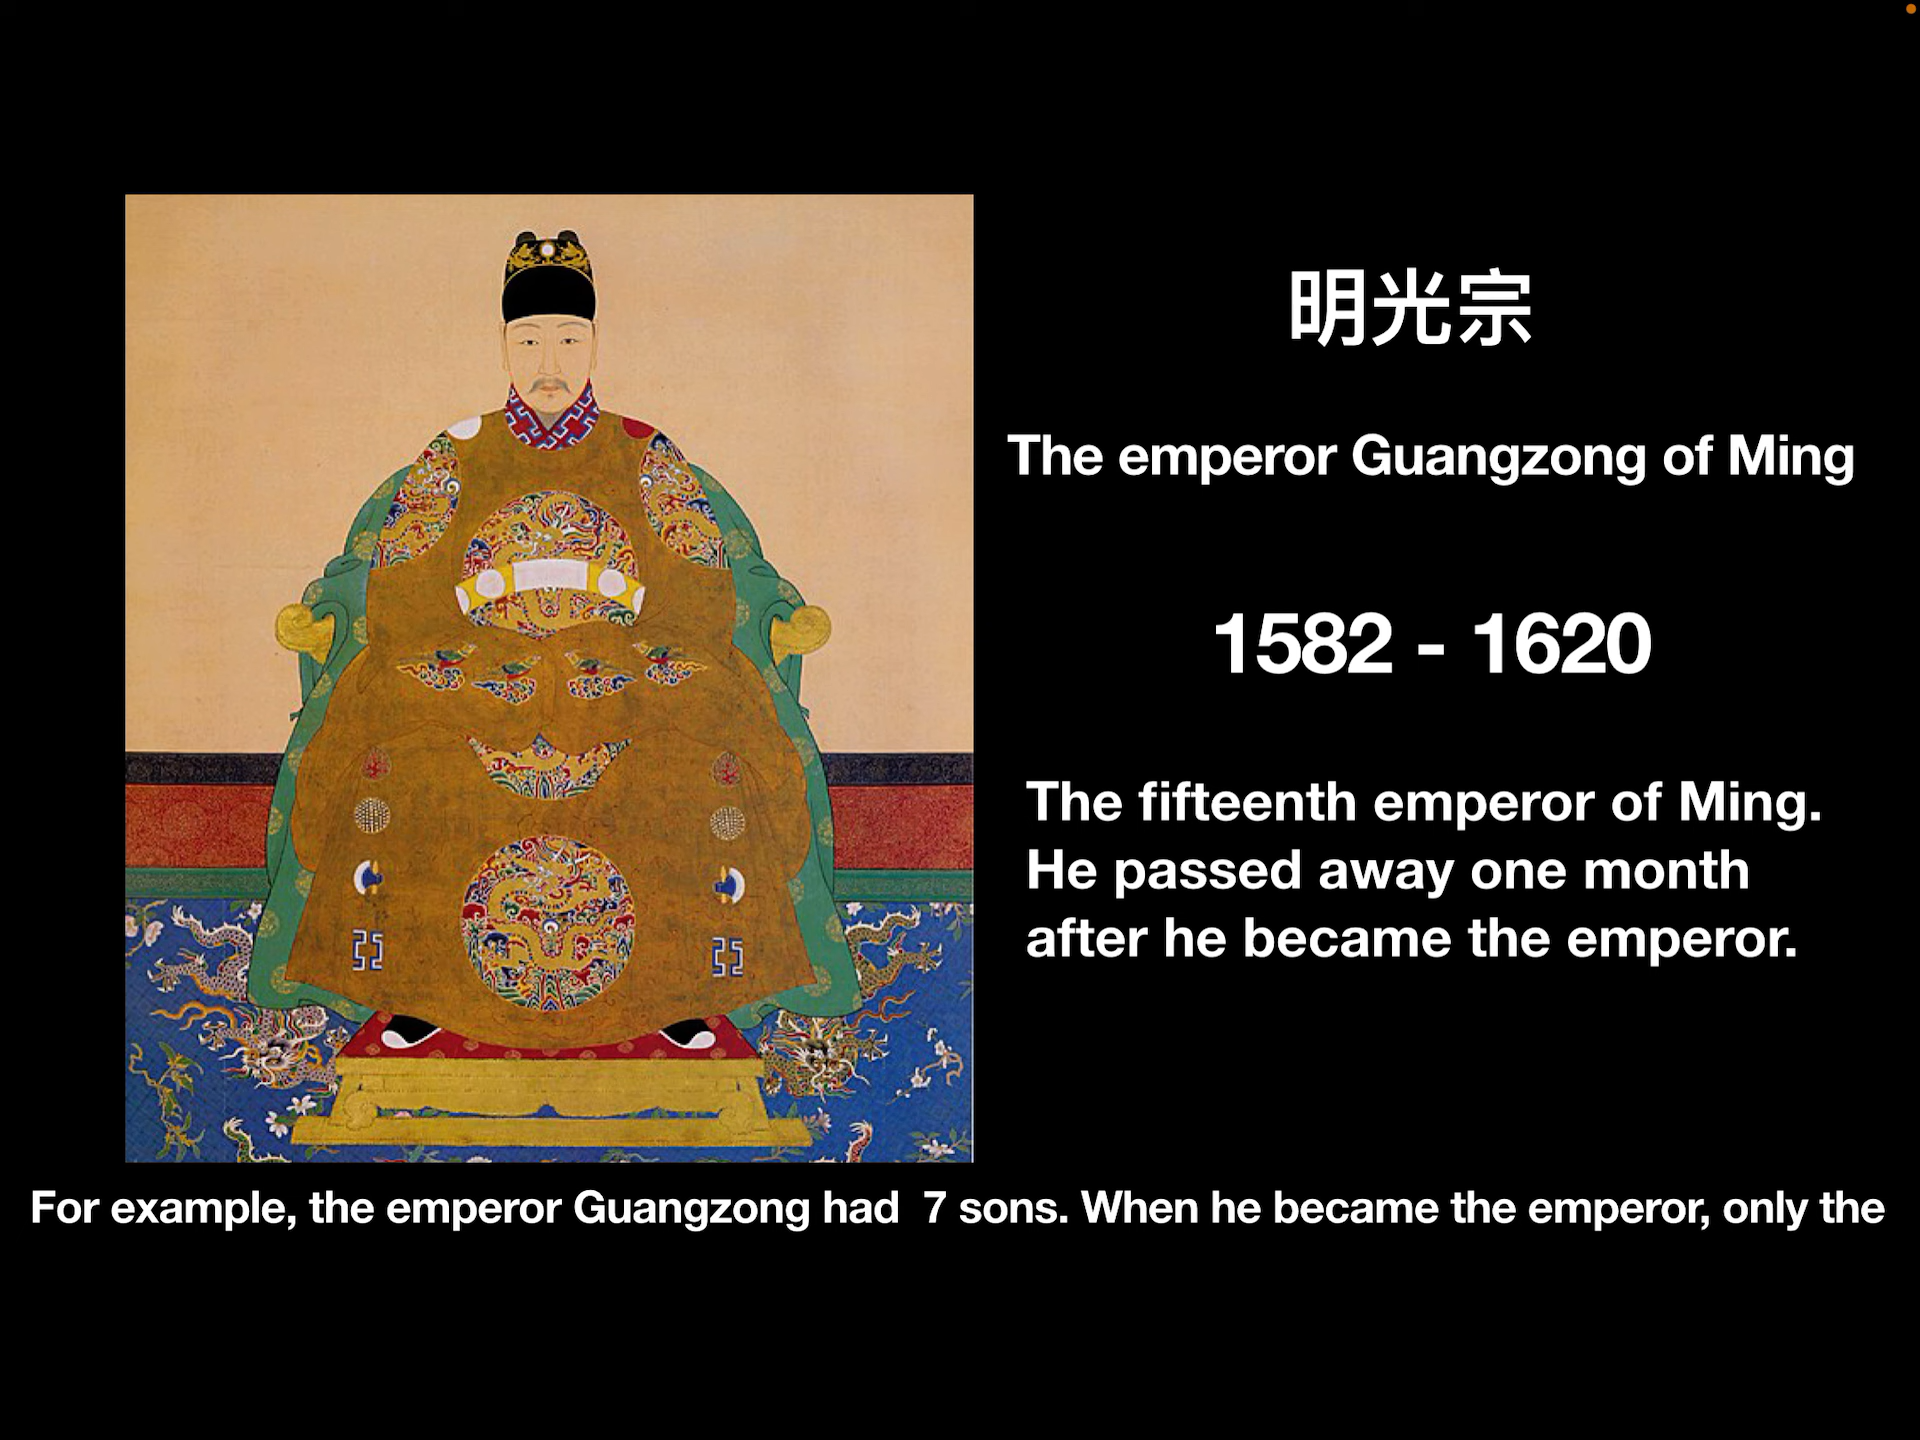 明光宗
The emperor Guangzong of Ming
1582 - 1620
The fifteenth emperor of Ming.
He passed away one month
after he became the emperor.
For example, the emperor Guangzong had  7 sons. When he became the emperor, only the